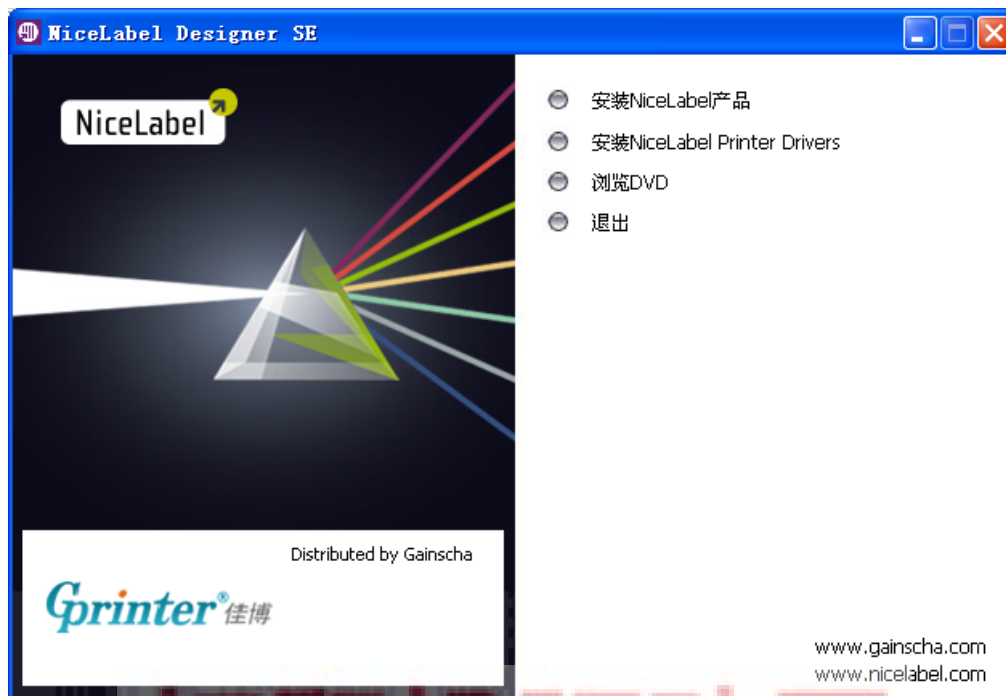 NiceLabel Designer SE
NiceLabel
安装NiceLabel产品
安装NiceLabel Printer Drivers
浏览DVD
退出
Distributed by Gainscha
Gprinter®佳博
www.gainscha.com
www.nicelabel.com